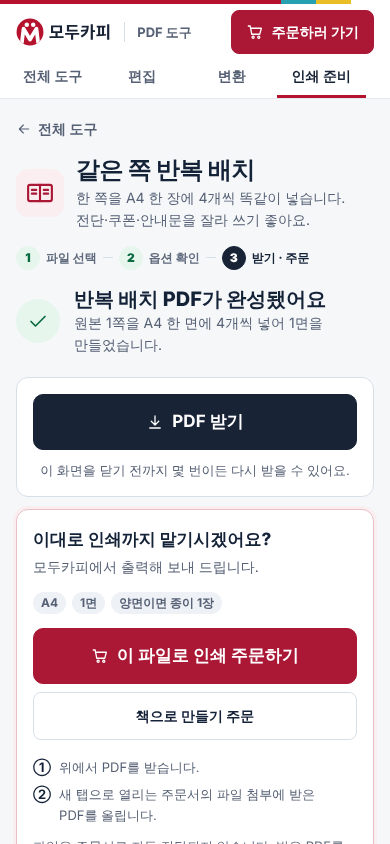 모두카피
PDF 도구
주문하러 가기
전체 도구
편집
변환
인쇄 준비
← 전체 도구
같은 쪽 반복 배치
한 쪽을 A4 한 장에 4개씩 똑같이 넣습니다.
전단·쿠폰·안내문을 잘라 쓰기 좋아요.
1 파일 선택 — 2 옵션 확인 — 3 받기 · 주문
반복 배치 PDF가 완성됐어요
원본 1쪽을 A4 한 면에 4개씩 넣어 1면을
만들었습니다.
PDF 받기
이 화면을 닫기 전까지 몇 번이든 다시 받을 수 있어요.
이대로 인쇄까지 맡기시겠어요?
모두카피에서 출력해 보내 드립니다.
A4
1면
양면이면 종이 1장
이 파일로 인쇄 주문하기
책으로 만들기 주문
1 위에서 PDF를 받습니다.
2 새 탭으로 열리는 주문서의 파일 첨부에 받은
PDF를 올립니다.